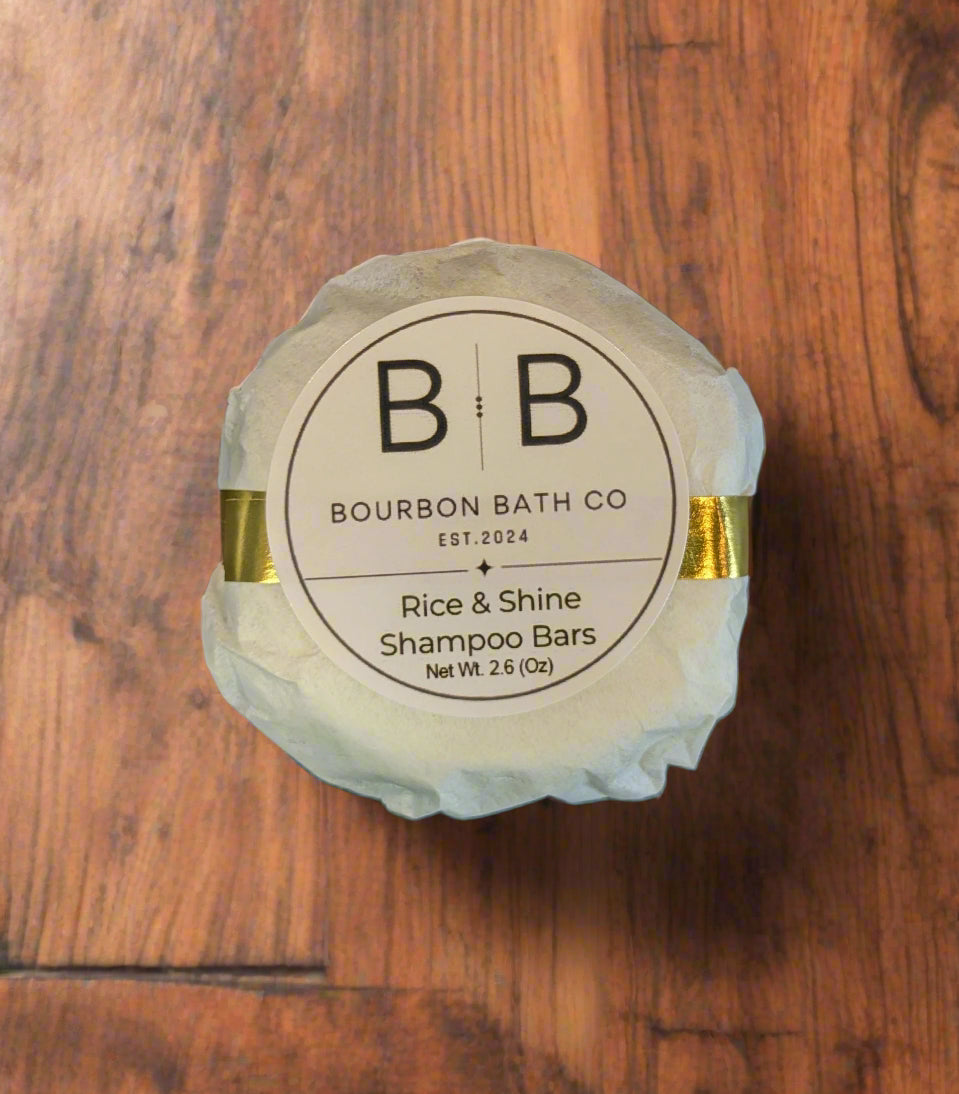 B B
BOURBON BATH CO
EST.2024
Rice & Shine
Shampoo Bars
Net Wt. 2.6 (Oz)